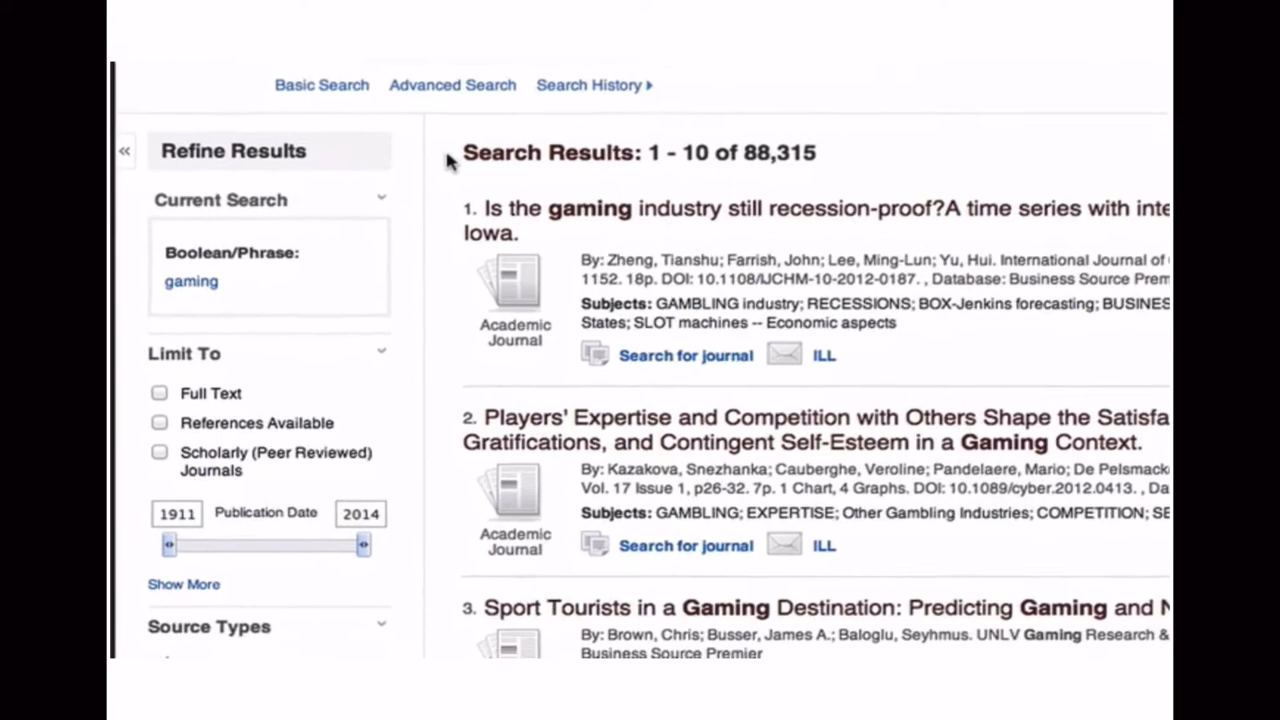 Basic Search Advanced Search Search History
Refine Results
Current Search
Boolean/Phrase:
gaming
Limit To
Full Text
References Available
Scholarly (Peer Reviewed)
Journals
1911 Publication Date 2014
Show More
Source Types
Search Results: 1 - 10 of 88,315
1. Is the gaming industry still recession-proof?A time series with inte
Iowa.
Academic
Journal
By: Zheng, Tianshu; Farrish, John; Lee, Ming-Lun; Yu, Hui. International Journal of
1152. 18p. DOI: 10.1108/IJCHM-10-2012-0187. , Database: Business Source Prem
Subjects: GAMBLING industry; RECESSIONS; BOX-Jenkins forecasting; BUSINES
States; SLOT machines -- Economic aspects
Search for journal ILL
2. Players' Expertise and Competition with Others Shape the Satisfa
Gratifications, and Contingent Self-Esteem in a Gaming Context.
Academic
Journal
By: Kazakova, Snezhanka; Cauberghe, Veroline; Pandelaere, Mario; De Pelsmack
Vol. 17 Issue 1, p26-32. 7p. 1 Chart, 4 Graphs. DOI: 10.1089/cyber.2012.0413. , Da
Subjects: GAMBLING; EXPERTISE; Other Gambling Industries; COMPETITION; SE
Search for journal ILL
3. Sport Tourists in a Gaming Destination: Predicting Gaming and N
By: Brown, Chris; Busser, James A.; Baloglu, Seyhmus. UNLV Gaming Research &
Business Source Premier